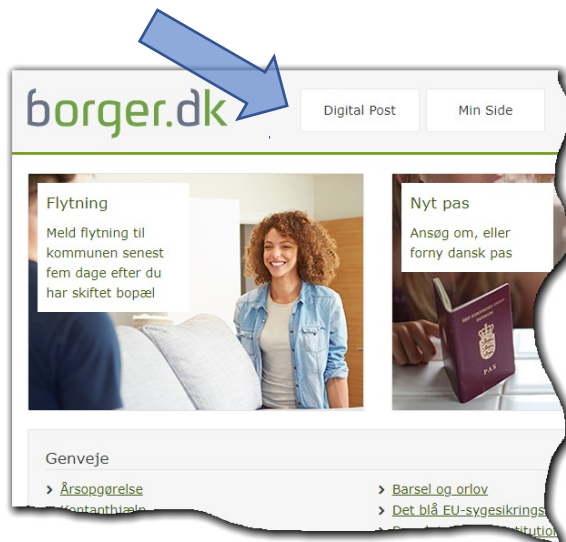 borger.dk
Digital Post
Min Side
Flytning
Meld flytning til
kommunen senest
fem dage efter du
har skiftet bopæl
Nyt pas
Ansøg om, eller
forny dansk pas
PAS
Genveje
Årsopgørelse
Kontanthjælp
Barsel og orlov
Det blå EU-sygesikrings